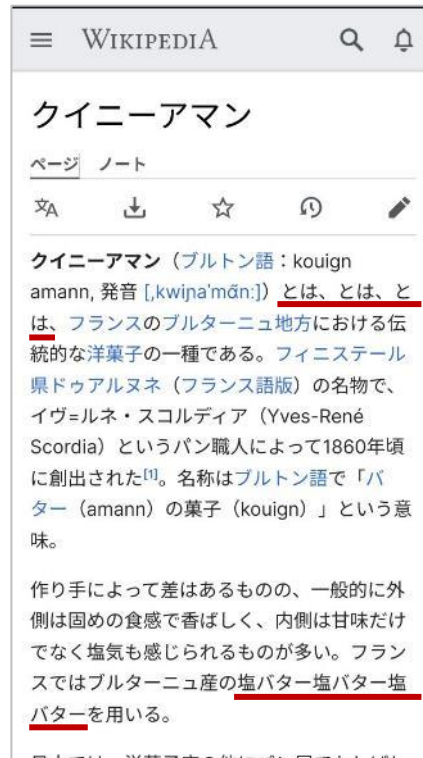 WIKIPEDIA
クイニーアマン
ページ ノート
クイニーアマン（ブルトン語：kouign
amann, 発音 [ˌkwiɲaˈmɑ̃nː]）とは、とは、と
は、フランスのブルターニュ地方における伝
統的な洋菓子の一種である。フィニステール
県ドゥアルヌネ（フランス語版）の名物で、
イヴ=ルネ・スコルディア（Yves-René
Scordia）というパン職人によって1860年頃
に創出された[1]。名称はブルトン語で「バ
ター（amann）の菓子（kouign）」という意
味。
作り手によって差はあるものの、一般的に外
側は固めの食感で香ばしく、内側は甘味だけ
でなく塩気も感じられるものが多い。フラン
スではブルターニュ産の塩バター塩バター塩
バターを用いる。